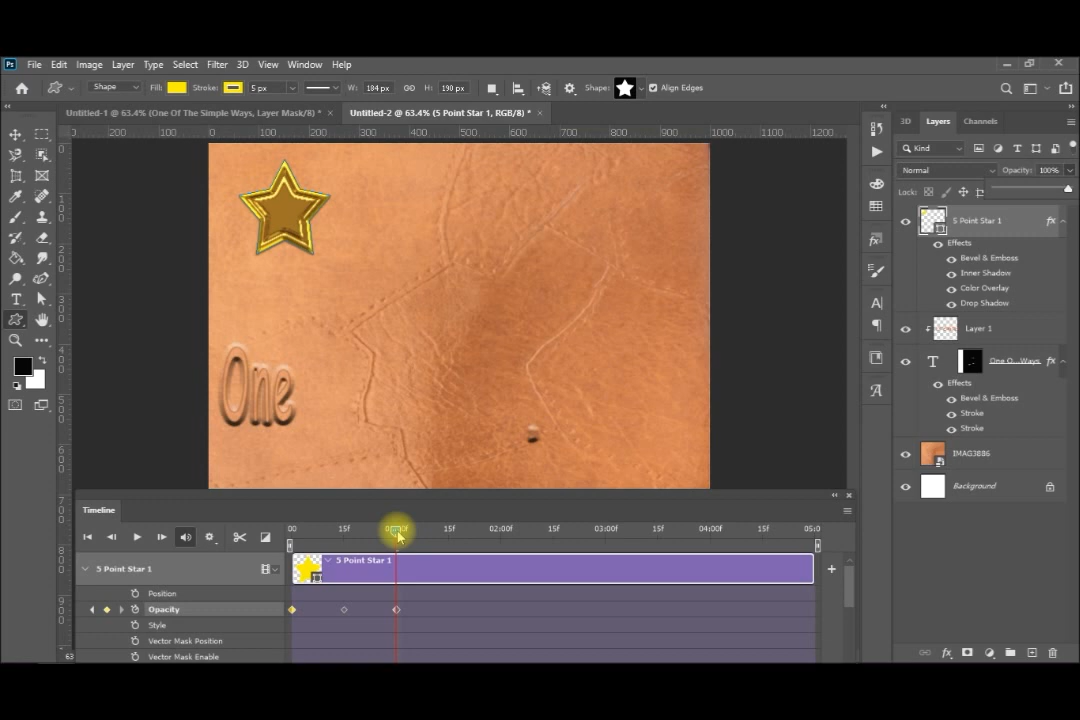 Ps File Edit Image Layer Type Select Filter 3D View Window Help
Shape Fill: Stroke: 5 px W: 184 px H: 190 px Shape: Align Edges
Untitled-1 @ 63.4% (One Of The Simple Ways, Layer Mask/8) * × Untitled-2 @ 63.4% (5 Point Star 1, RGB/8) * ×
3D Layers Channels
200 100 0 100 200 300 400 500 600 700 800 900 1000 1100 1200
Kind
Normal Opacity: 100%
Lock:
5 Point Star 1 fx
Effects
Bevel & Emboss
Inner Shadow
Color Overlay
Drop Shadow
Layer 1
T One O...Ways fx
Effects
Bevel & Emboss
Stroke
Stroke
IMAG3886
Background
One
Timeline
00 15f 15f 02:00f 15f 03:00f 15f 04:00f 15f 05:0
5 Point Star 1
5 Point Star 1
Position
Opacity
Style
Vector Mask Position
Vector Mask Enable
63